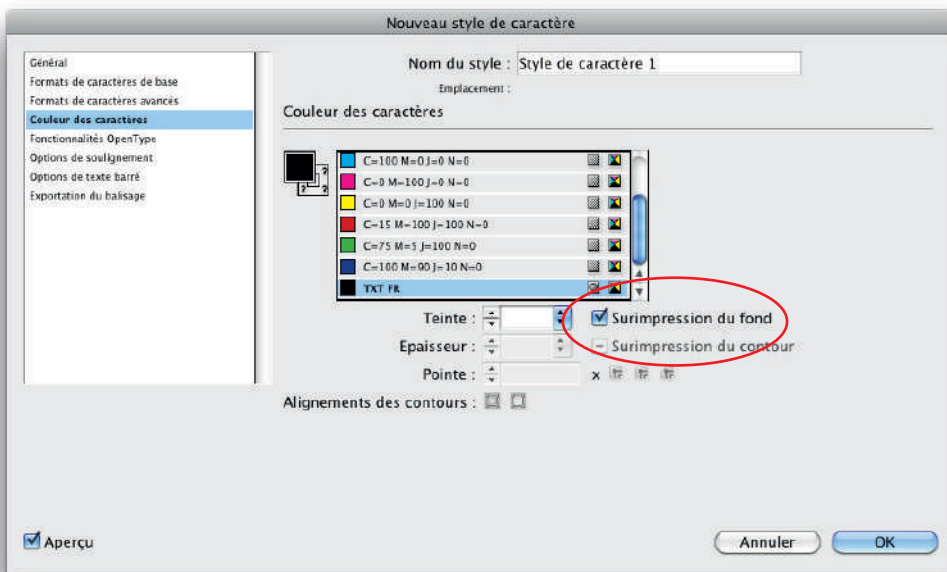 Nouveau style de caractère
Général
Formats de caractères de base
Formats de caractères avancés
Couleur des caractères
Fonctionnalités OpenType
Options de soulignement
Options de texte barré
Exportation du balisage
Nom du style : Style de caractère 1
Emplacement :
Couleur des caractères
C=100 M=0 J=0 N=0
C=0 M=100 J=0 N=0
C=0 M=0 J=100 N=0
C=15 M=100 J=100 N=0
C=75 M=5 J=100 N=0
C=100 M=90 J=10 N=0
TXT FR
Teinte : Surimpression du fond
Epaisseur : Surimpression du contour
Pointe : x
Alignements des contours :
Aperçu Annuler OK